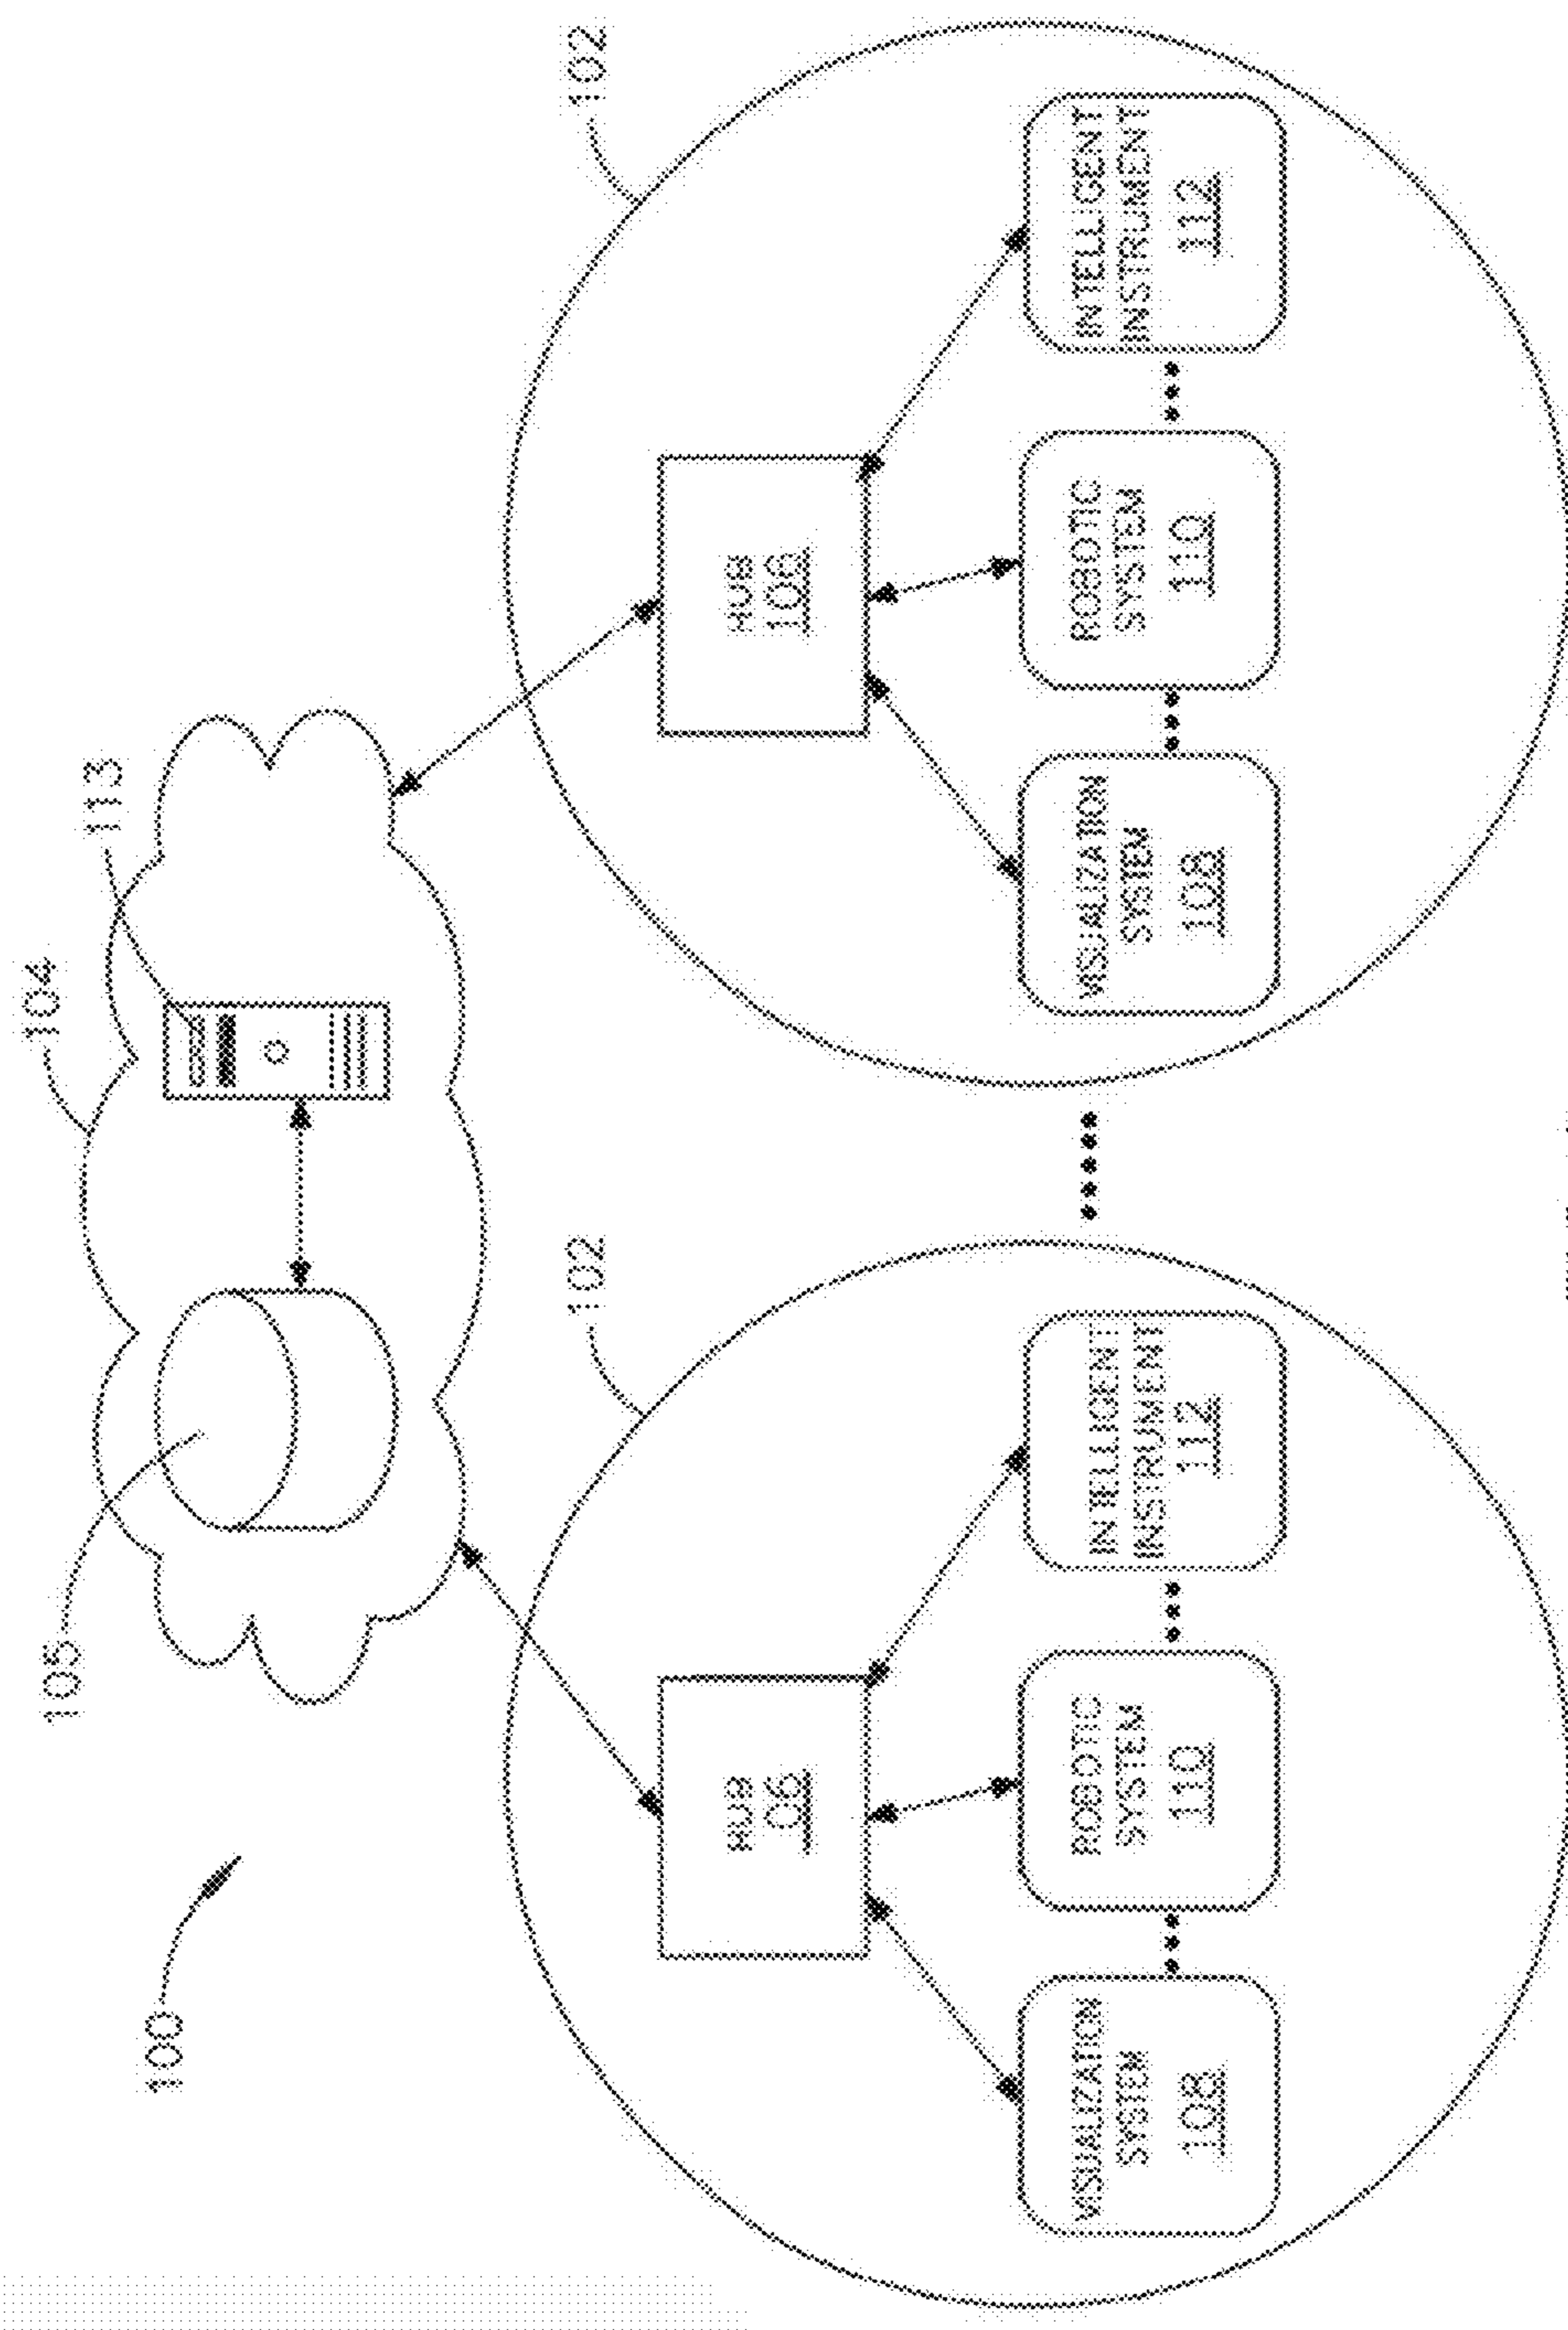 100
105
104
113
102
HUB
106
VISUALIZATION
SYSTEM
108
ROBOTIC
SYSTEM
110
INTELLIGENT
INSTRUMENT
112
102
HUB
106
VISUALIZATION
SYSTEM
108
ROBOTIC
SYSTEM
110
INTELLIGENT
INSTRUMENT
112